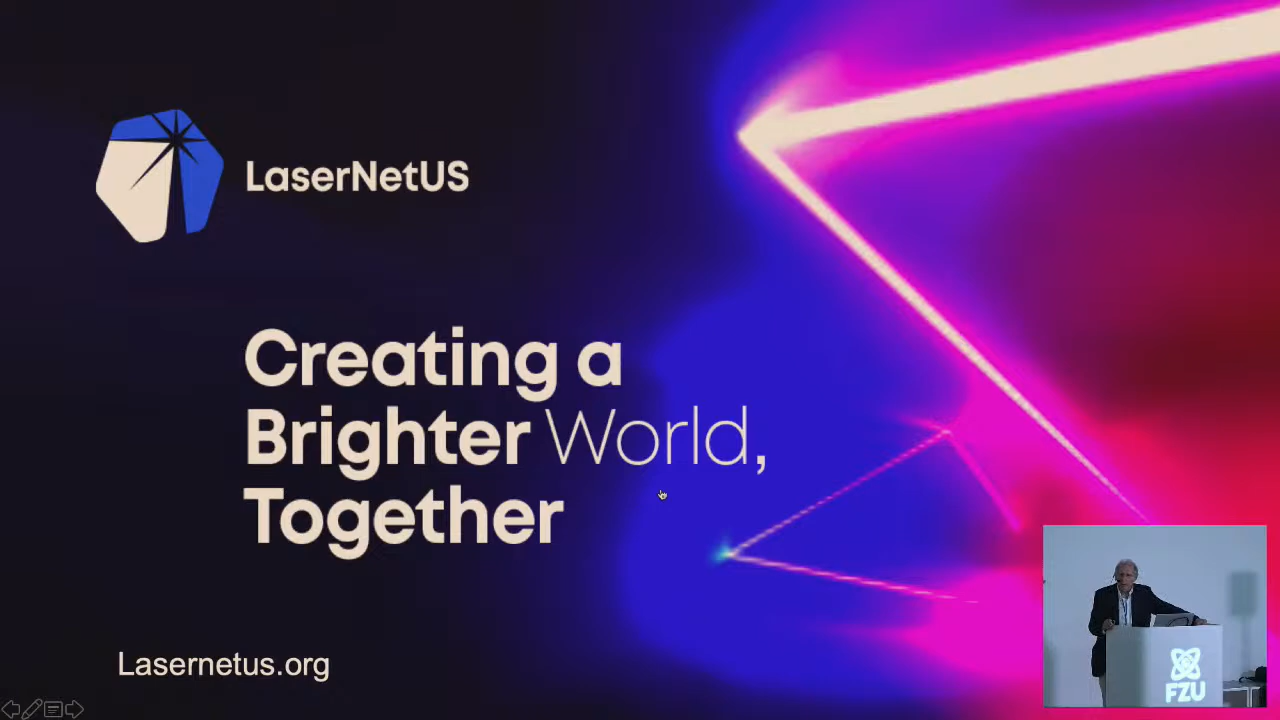 LaserNetUS
Creating a
Brighter World,
Together
Lasernetus.org
FZU